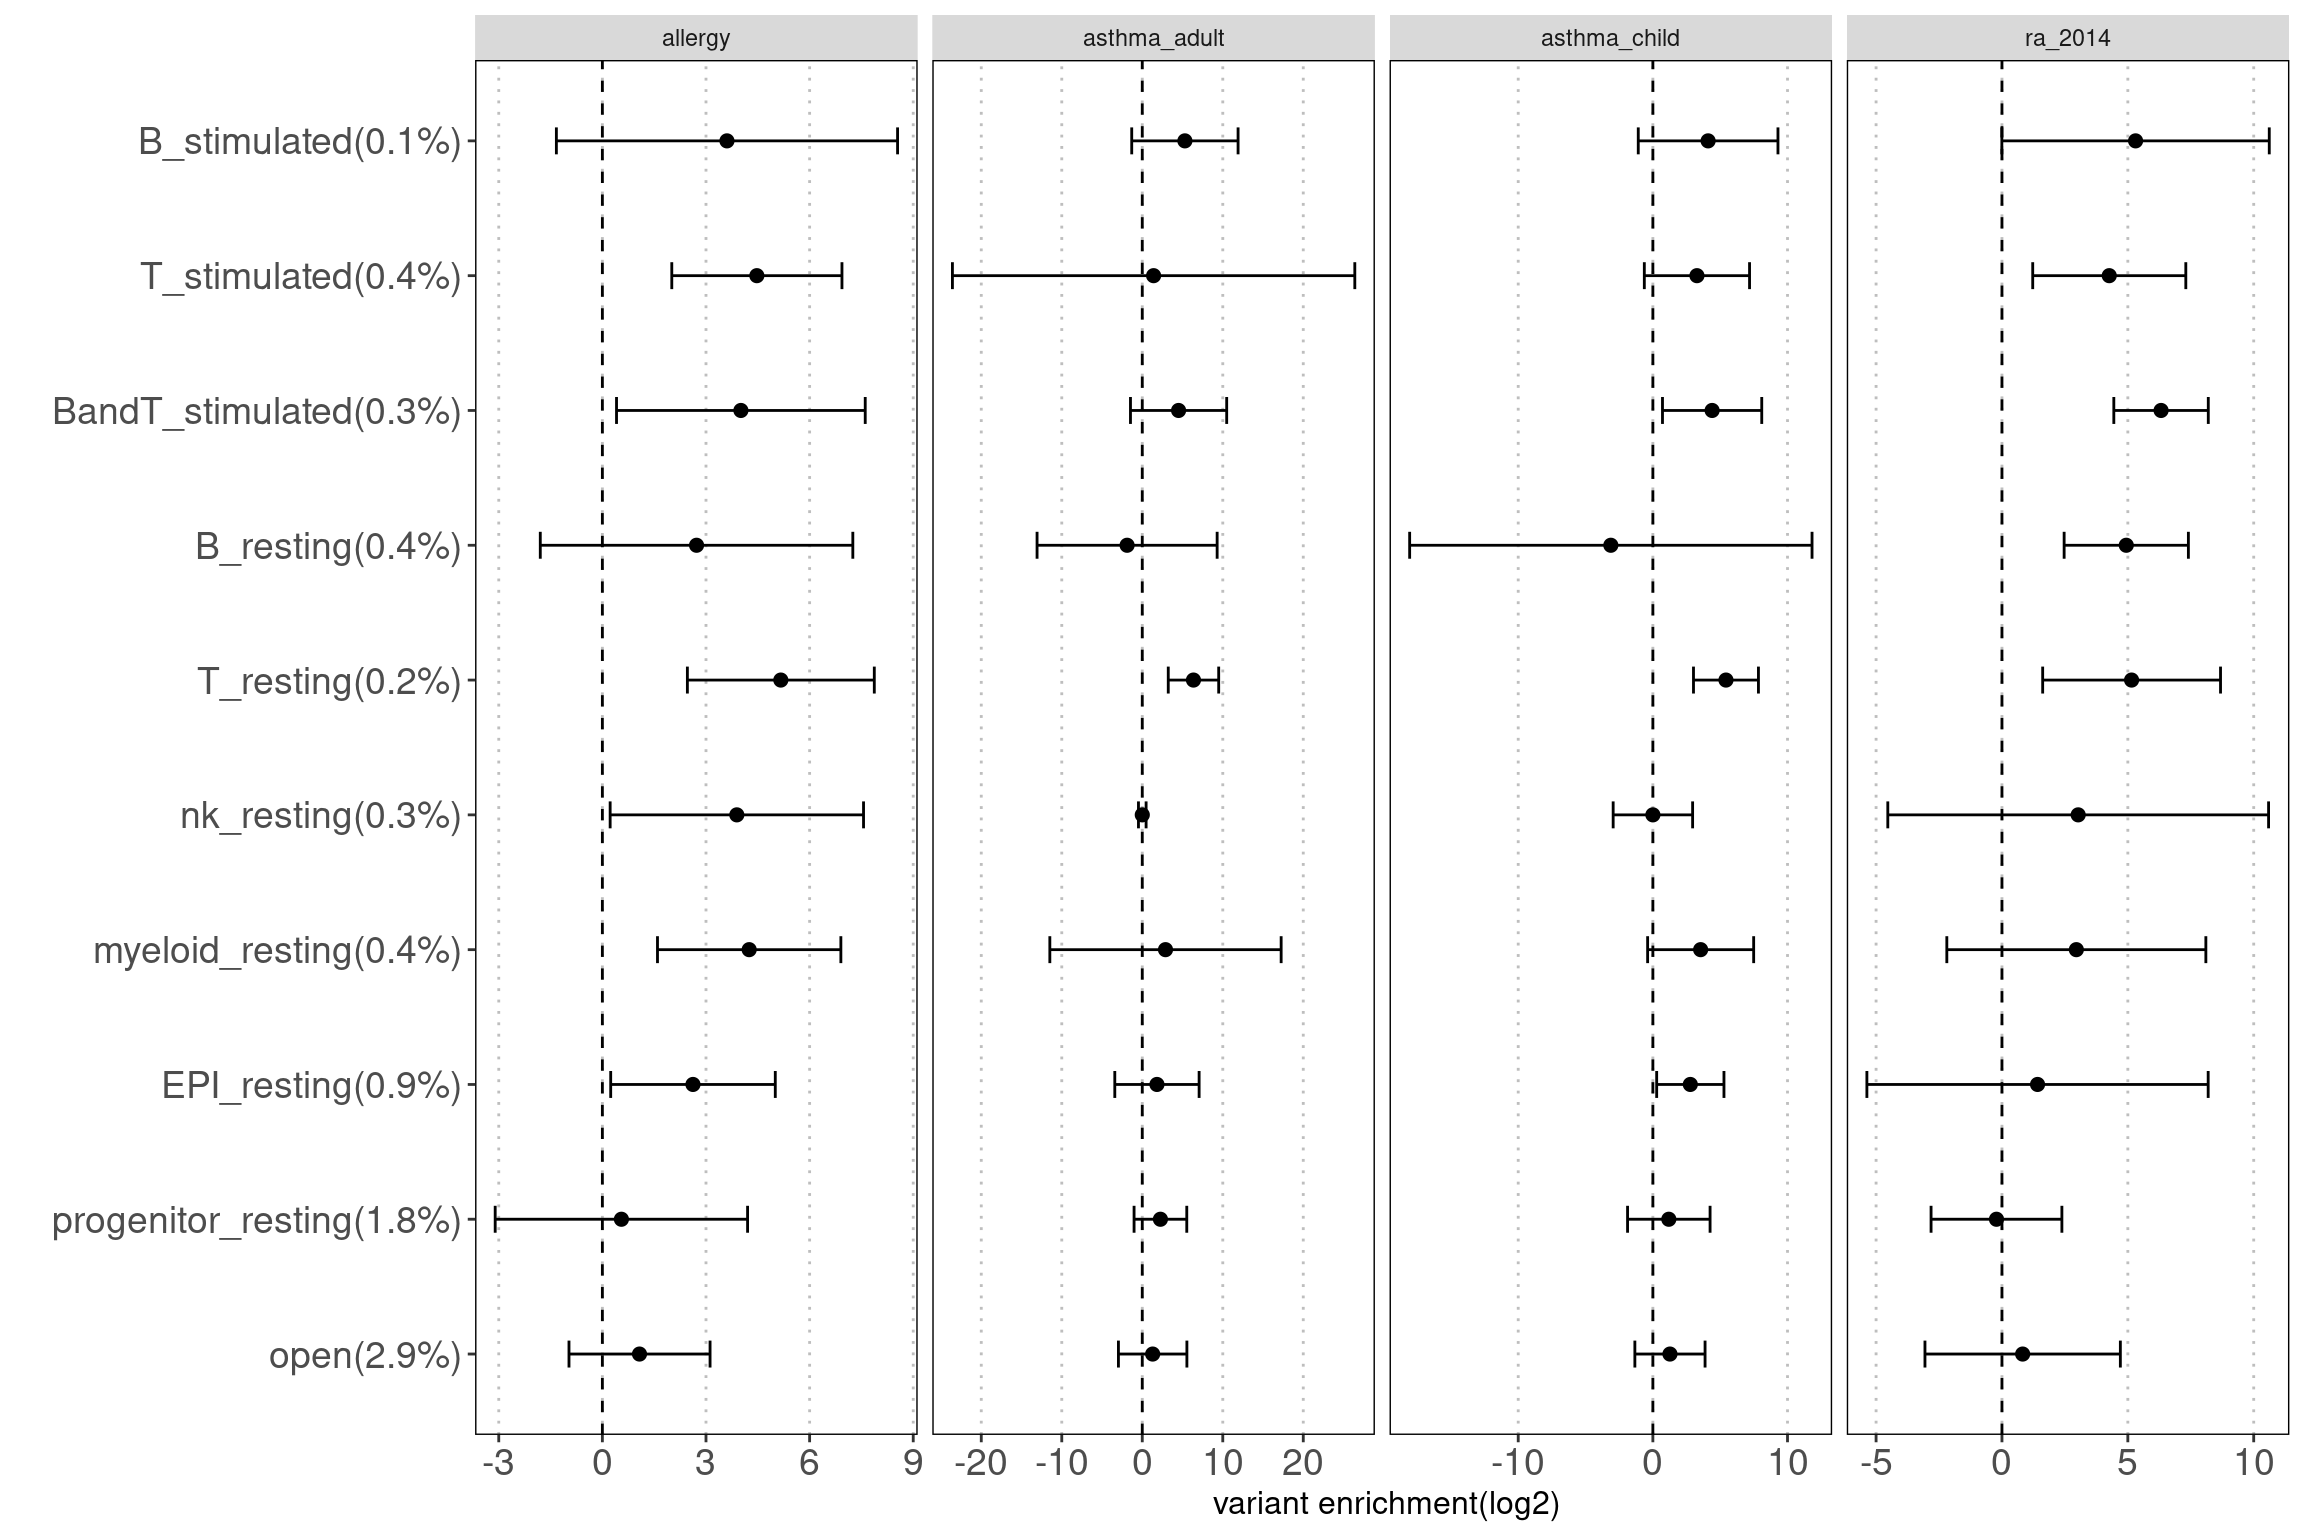 allergy asthma_adult asthma_child ra_2014
B_stimulated(0.1%)
T_stimulated(0.4%)
BandT_stimulated(0.3%)
B_resting(0.4%)
T_resting(0.2%)
nk_resting(0.3%)
myeloid_resting(0.4%)
EPI_resting(0.9%)
progenitor_resting(1.8%)
open(2.9%)
-3 0 3 6 9 -20 -10 0 10 20 -10 0 10 -5 0 5 10
variant enrichment(log2)